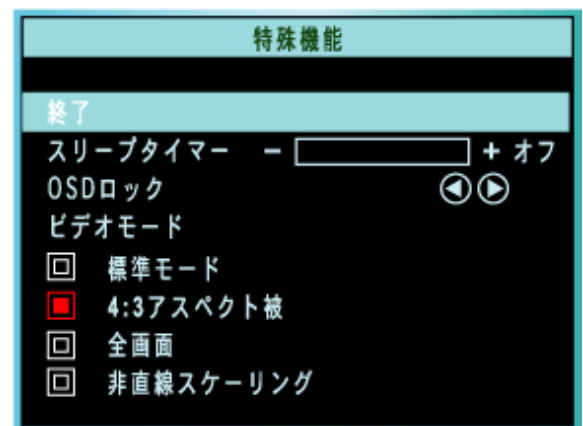 特殊機能
終了
スリープタイマー － ＋ オフ
OSDロック
ビデオモード
標準モード
4:3アスペクト被
全画面
非直線スケーリング